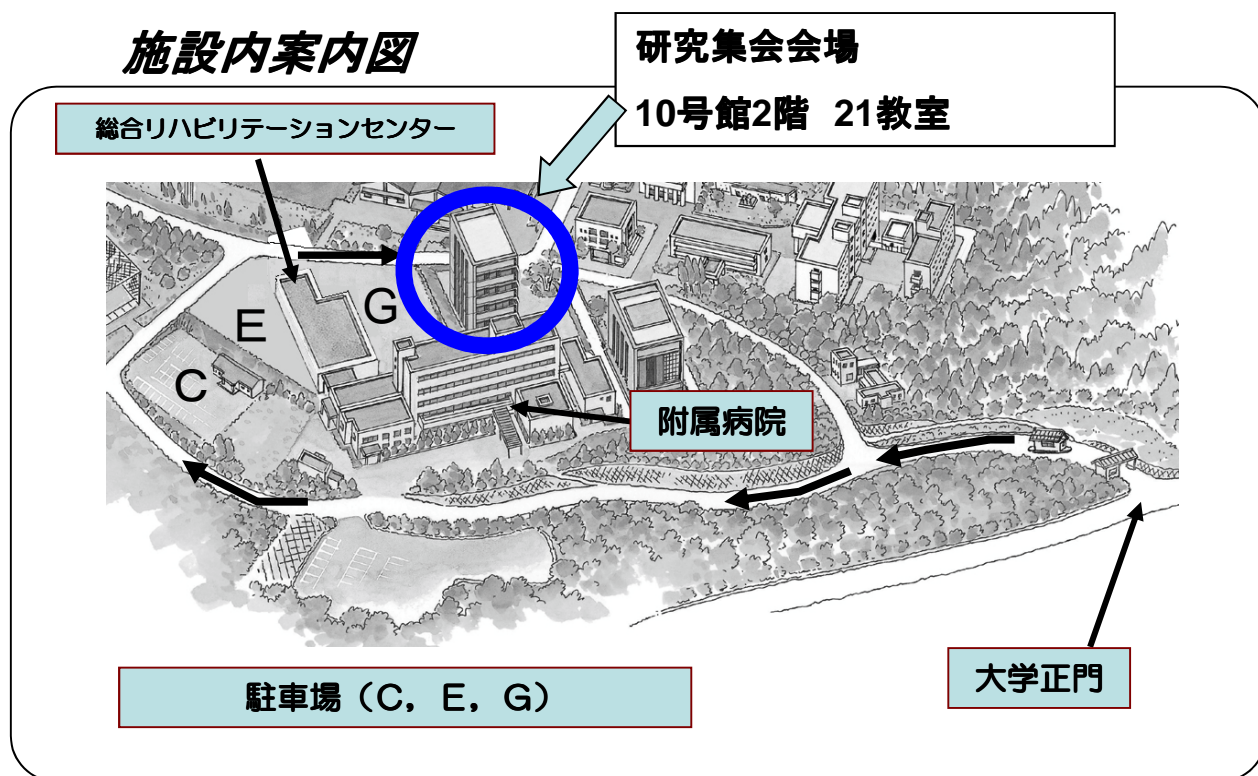 施設内案内図
研究集会会場
10号館2階 21教室
総合リハビリテーションセンター
G
E
C
附属病院
大学正門
駐車場（C，E，G）